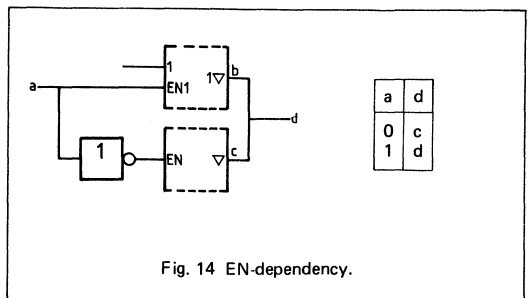 1
1▽
b
a
EN1
d
1
EN
▽
c
a d
0 c
1 d
Fig. 14 EN-dependency.